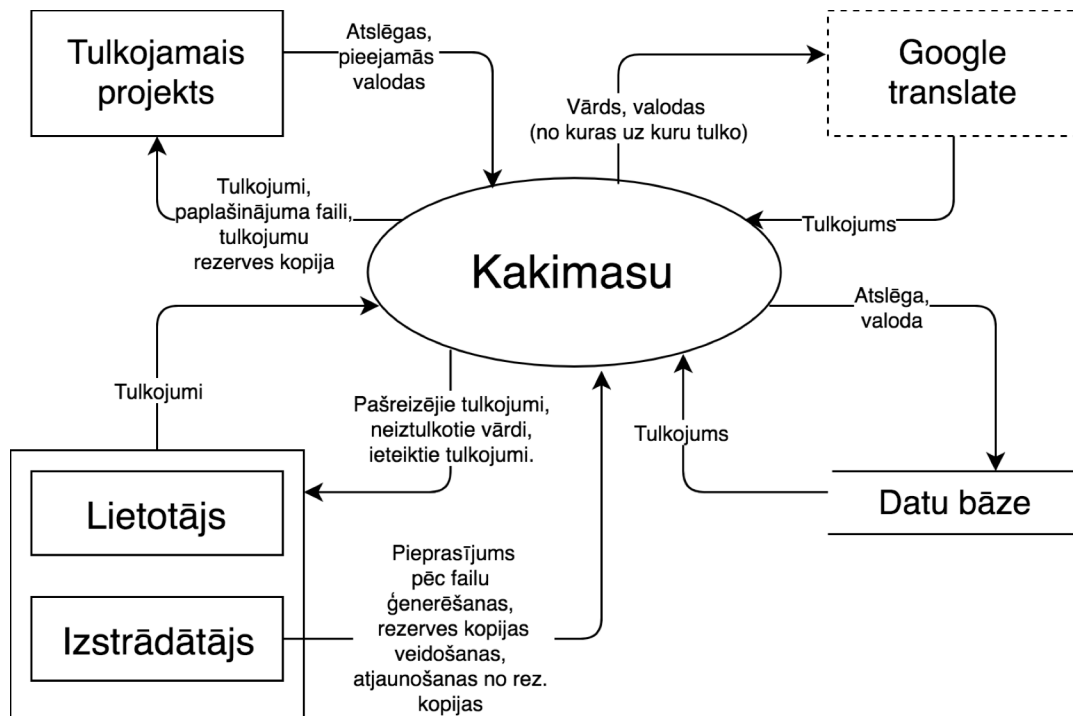 Tulkojamais
projekts
Atslēgas,
pieejamās
valodas
Vārds, valodas
(no kuras uz kuru tulko)
Google
translate
Tulkojumi,
paplašinājuma faili,
tulkojumu
rezerves kopija
Tulkojums
Kakimasu
Atslēga,
valoda
Tulkojumi
Pašreizējie tulkojumi,
neiztulkotie vārdi,
ieteiktie tulkojumi.
Tulkojums
Lietotājs
Datu bāze
Izstrādātājs
Pieprasījums
pēc failu
ģenerēšanas,
rezerves kopijas
veidošanas,
atjaunošanas no rez.
kopijas